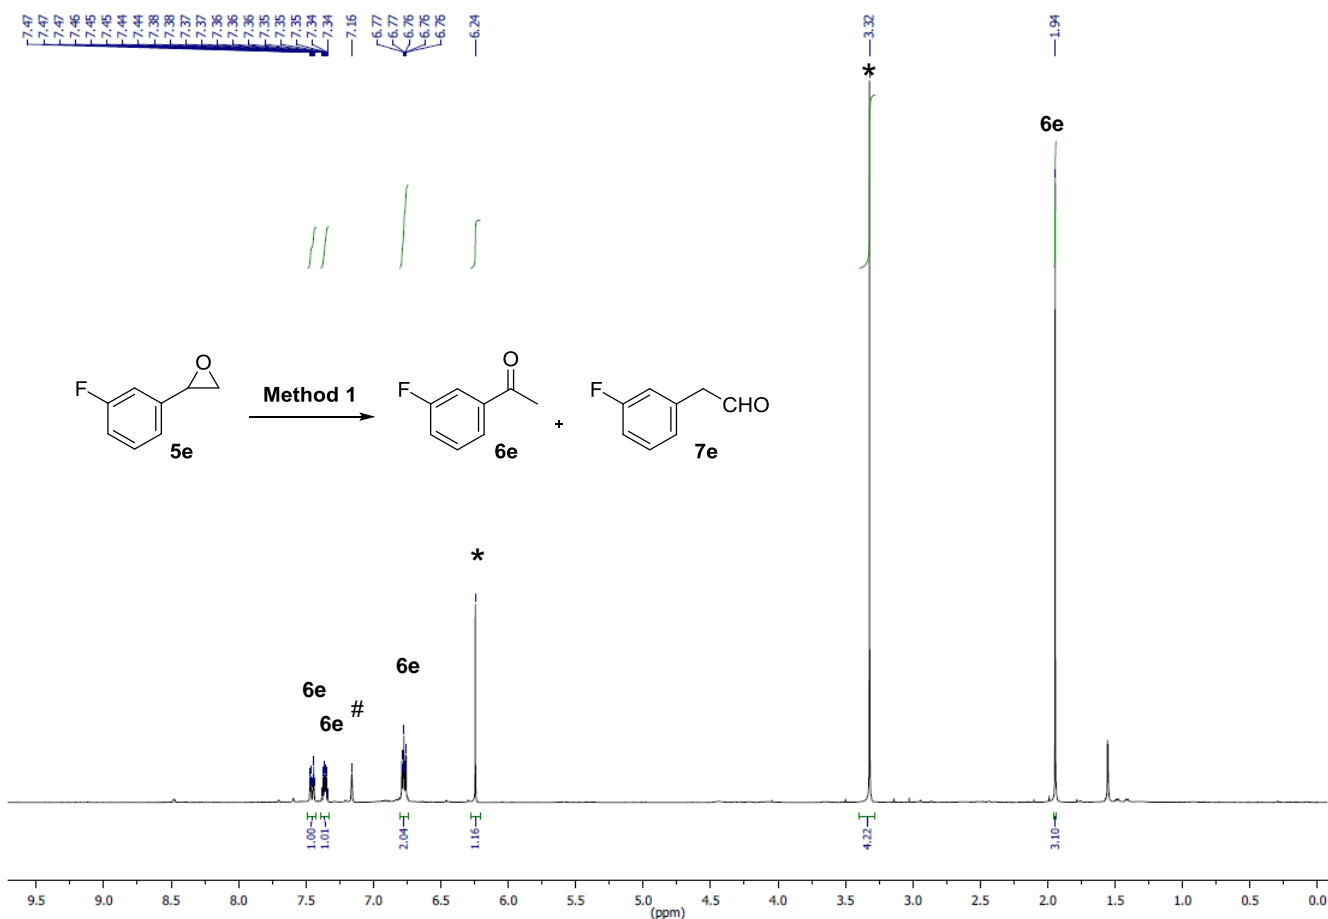 7.47 7.47 7.47 7.46 7.45 7.45 7.44 7.44 7.38 7.38 7.37 7.37 7.36 7.36 7.36 7.35 7.35 7.35 7.34 7.34 7.16 6.77 6.77 6.76 6.76 6.76 6.24 3.32 1.94
*
6e
O
F
5e
Method 1
O
F
6e
+
F
CHO
7e
*
6e
6e
6e #
1.00 1.01 2.04 1.16 4.22 3.10
9.5 9.0 8.5 8.0 7.5 7.0 6.5 6.0 5.5 5.0 4.5 4.0 3.5 3.0 2.5 2.0 1.5 1.0 0.5 0.0
(ppm)